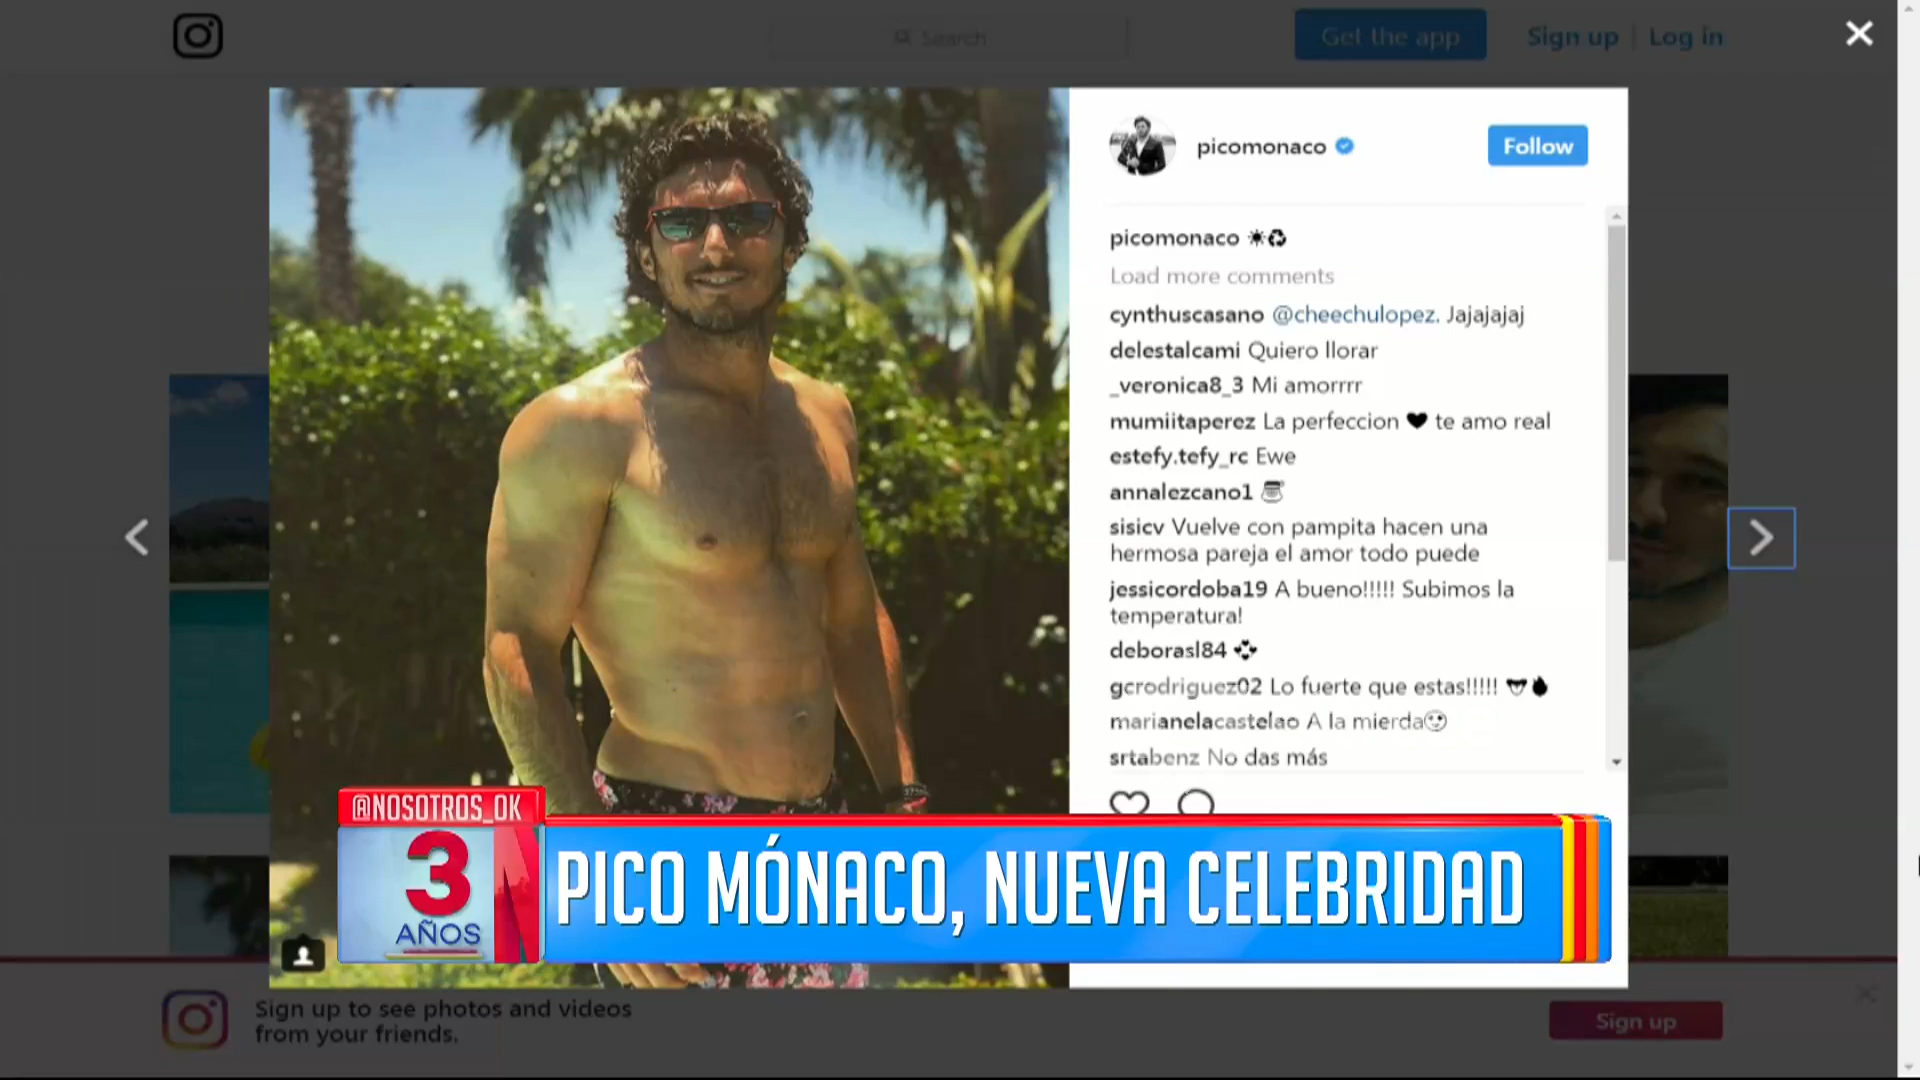 Search
Get the app
Sign up
Log in
picomonaco
Follow
picomonaco
Load more comments
cynthuscasano @cheechulopez. Jajajajaj
delestalcami Quiero llorar
_veronica8_3 Mi amorrrr
mumiitaperez La perfeccion 🖤 te amo real
estefy.tefy_rc Ewe
annalezcano1
sisicv Vuelve con pampita hacen una
hermosa pareja el amor todo puede
jessicordoba19 A bueno!!!!! Subimos la
temperatura!
deborasl84
gcrodriguez02 Lo fuerte que estas!!!!!
marianelacastelao A la mierda
srtabenz No das más
@NOSOTROS_OK
3
AÑOS
N
PICO MÓNACO, NUEVA CELEBRIDAD
Sign up to see photos and videos
from your friends.
Sign up